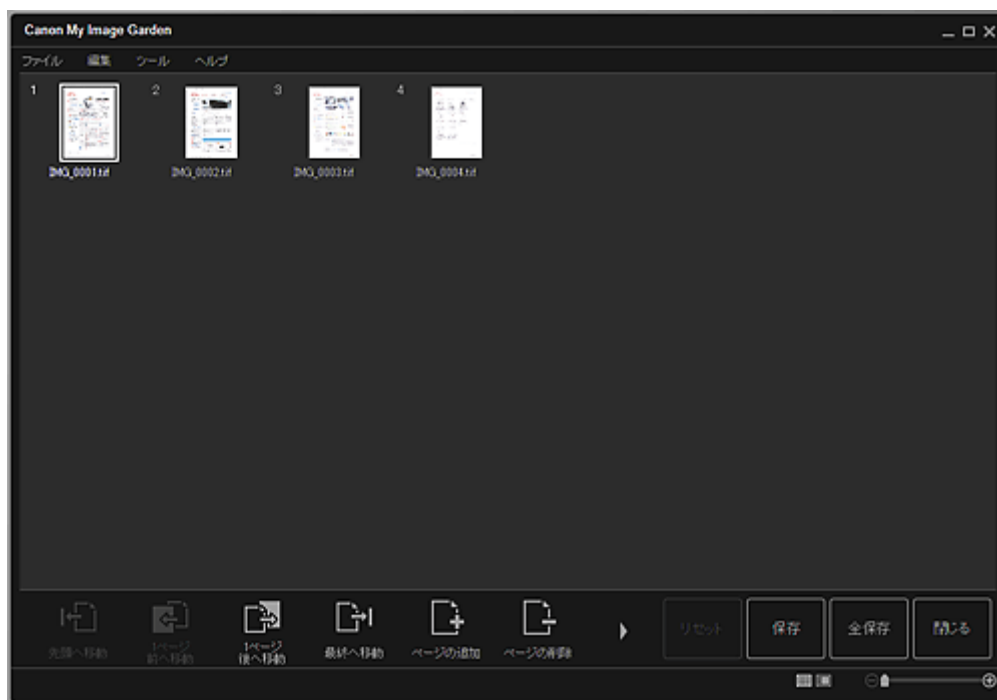 Canon My Image Garden
ファイル 編集 ツール ヘルプ
1 2 3 4
IMG_0001.tif IMG_0002.tif IMG_0003.tif IMG_0004.tif
先頭へ移動
1ページ
前へ移動
1ページ
後へ移動
最終へ移動
ページの追加
ページの削除
リセット
保存
全保存
閉じる